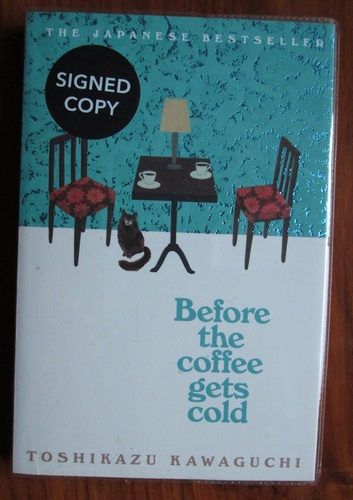 THE JAPANESE BESTSELLER
SIGNED
COPY
Before
the
coffee
gets
cold
TOSHIKAZU KAWAGUCHI